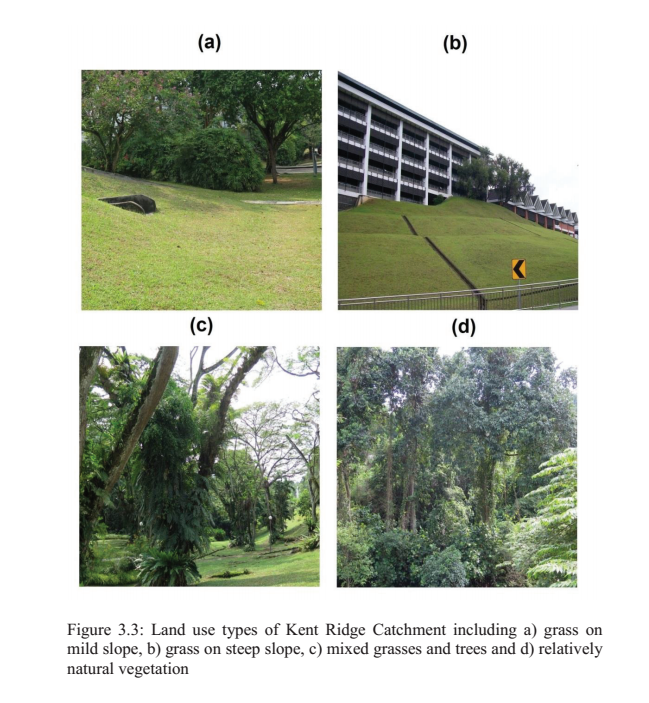 (a)
(b)
(c)
(d)
Figure 3.3: Land use types of Kent Ridge Catchment including a) grass on
mild slope, b) grass on steep slope, c) mixed grasses and trees and d) relatively
natural vegetation